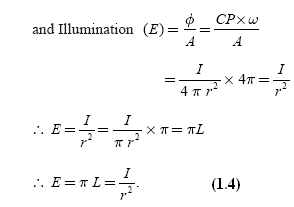 and Illumination (E) = ϕ/A = CP×ω/A
= I/4 π r² × 4π = I/r²
∴ E = I/r² = I/π r² × π = πL
∴ E = π L = I/r². (1.4)